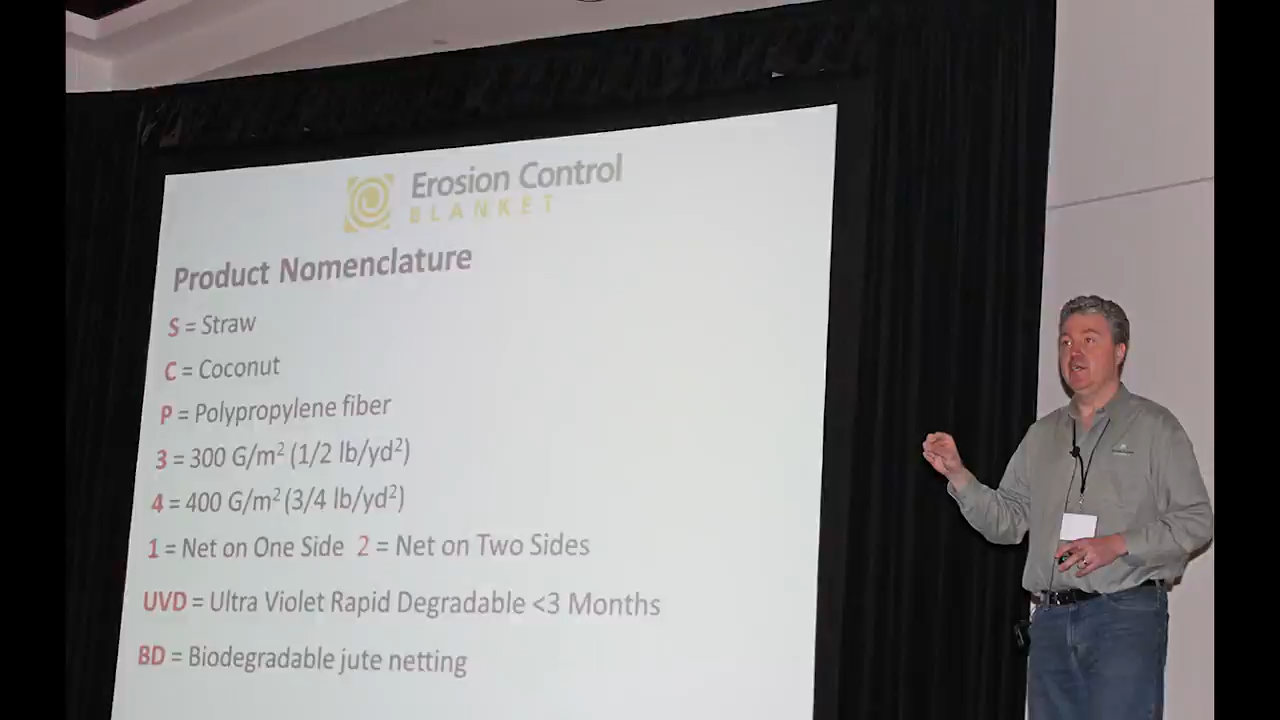 Erosion Control
BLANKET
Product Nomenclature
S = Straw
C = Coconut
P = Polypropylene fiber
3 = 300 G/m² (1/2 lb/yd²)
4 = 400 G/m² (3/4 lb/yd²)
1 = Net on One Side 2 = Net on Two Sides
UVD = Ultra Violet Rapid Degradable <3 Months
BD = Biodegradable jute netting